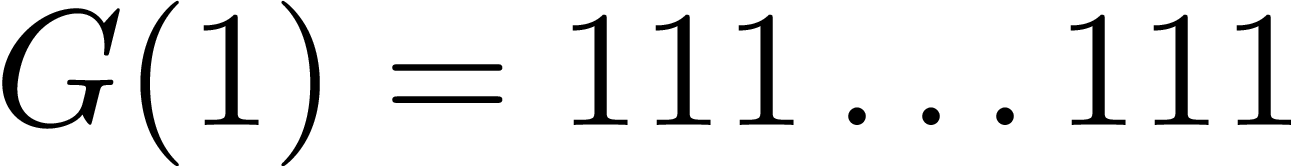 G(1) = 111 . . . 111